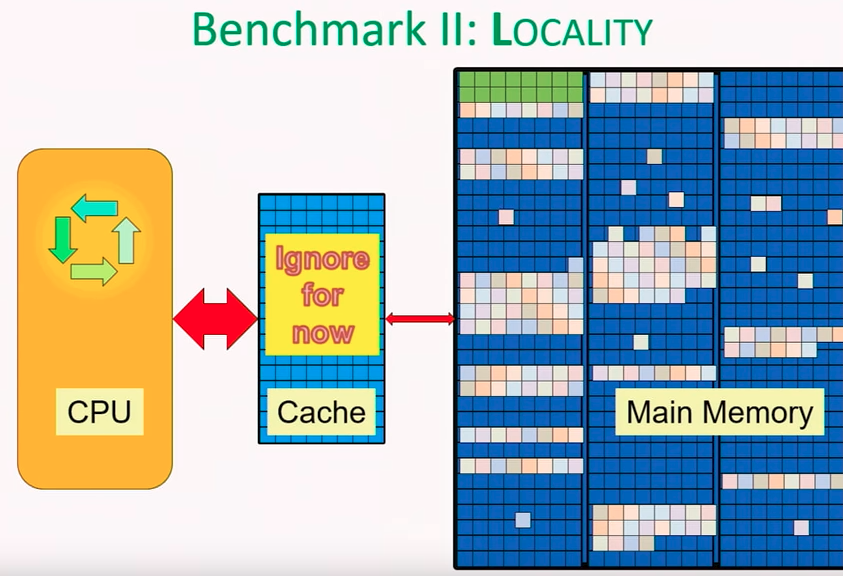 Benchmark II: LOCALITY
Ignore
for
now
CPU
Cache
Main Memory